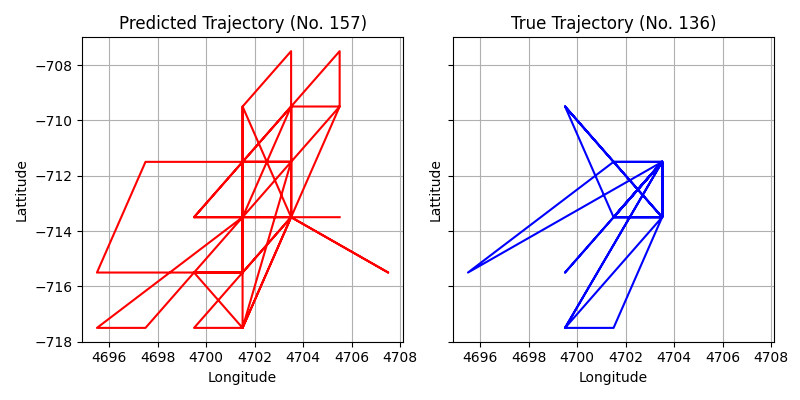 Predicted Trajectory (No. 157)
True Trajectory (No. 136)
−708
−710
−712
−714
−716
−718
Lattitude
Lattitude
4696 4698 4700 4702 4704 4706 4708
4696 4698 4700 4702 4704 4706 4708
Longitude
Longitude